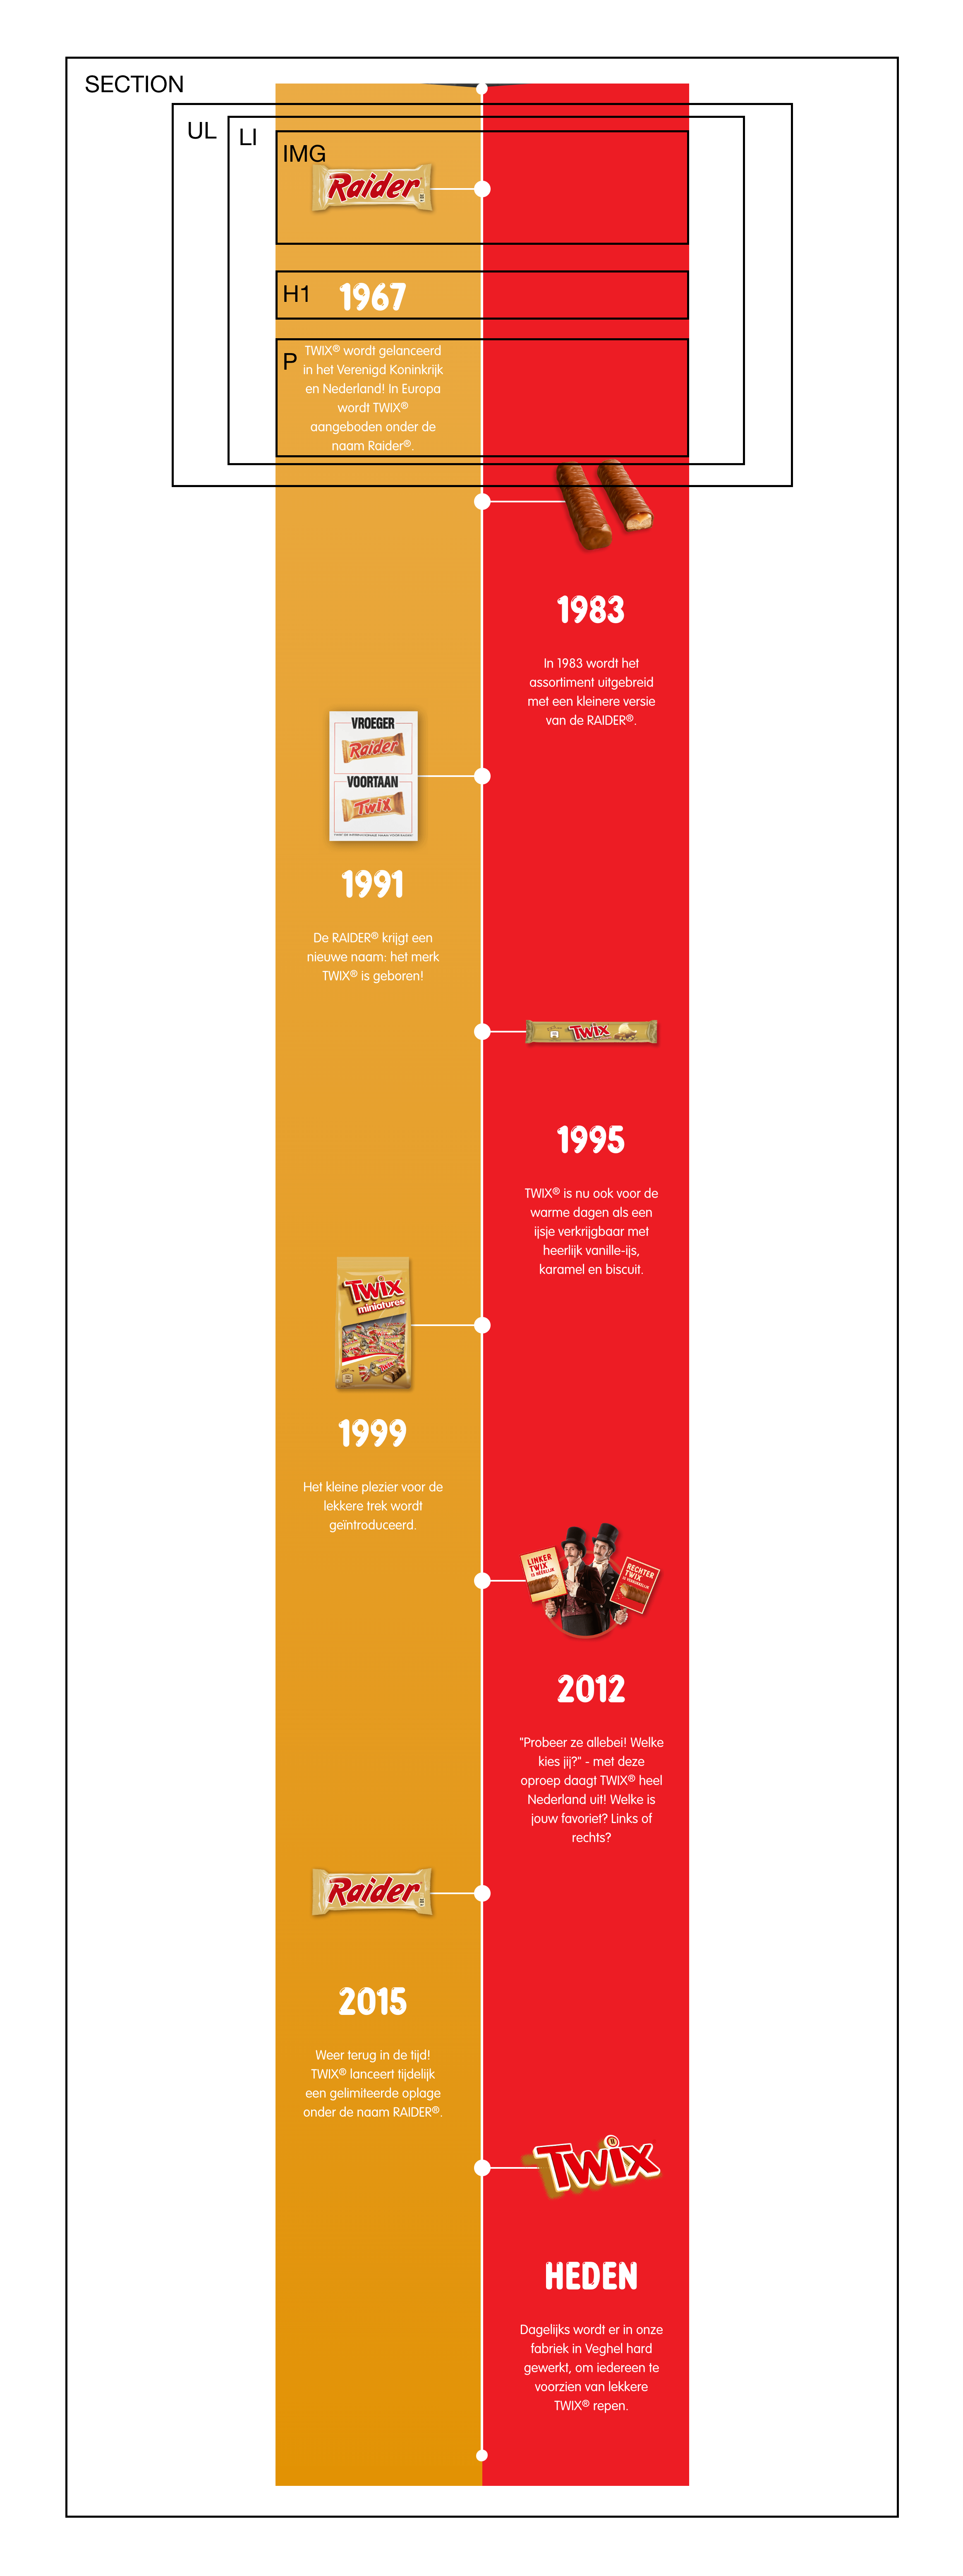 SECTION
UL
LI
IMG
Raider
H1
1967
P
TWIX® wordt gelanceerd
in het Verenigd Koninkrijk
en Nederland! In Europa
wordt TWIX®
aangeboden onder de
naam Raider®.
1983
In 1983 wordt het
assortiment uitgebreid
met een kleinere versie
van de RAIDER®.
VROEGER
Raider
VOORTAAN
Twix
1991
De RAIDER® krijgt een
nieuwe naam: het merk
TWIX® is geboren!
Twix
1995
TWIX® is nu ook voor de
warme dagen als een
ijsje verkrijgbaar met
heerlijk vanille-ijs,
karamel en biscuit.
Twix
miniatures
1999
Het kleine plezier voor de
lekkere trek wordt
geïntroduceerd.
LINKER
TWIX
RECHTER
TWIX
2012
"Probeer ze allebei! Welke
kies jij?" - met deze
oproep daagt TWIX® heel
Nederland uit! Welke is
jouw favoriet? Links of
rechts?
Raider
2015
Weer terug in de tijd!
TWIX® lanceert tijdelijk
een gelimiteerde oplage
onder de naam RAIDER®.
Twix
HEDEN
Dagelijks wordt er in onze
fabriek in Veghel hard
gewerkt, om iedereen te
voorzien van lekkere
TWIX® repen.